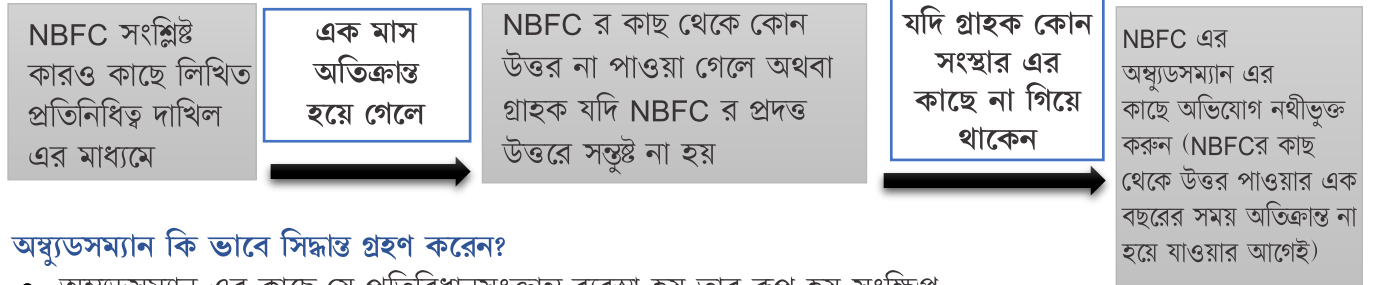 NBFC সংশ্লিষ্ট
কারও কাছে লিখিত
প্রতিনিধিত্ব দাখিল
এর মাধ্যমে
এক মাস
অতিক্রান্ত
হয়ে গেলে
NBFC র কাছ থেকে কোন
উত্তর না পাওয়া গেলে অথবা
গ্রাহক যদি NBFC র প্রদত্ত
উত্তরে সন্তুষ্ট না হয়
যদি গ্রাহক কোন
সংস্থার এর
কাছে না গিয়ে
থাকেন
NBFC এর
অম্ব্যুডসম্যান এর
কাছে অভিযোগ নথীভুক্ত
করুন (NBFCর কাছ
থেকে উত্তর পাওয়ার এক
বছরের সময় অতিক্রান্ত না
হয়ে যাওয়ার আগেই)
অম্ব্যুডসম্যান কি ভাবে সিদ্ধান্ত গ্রহণ করেন?